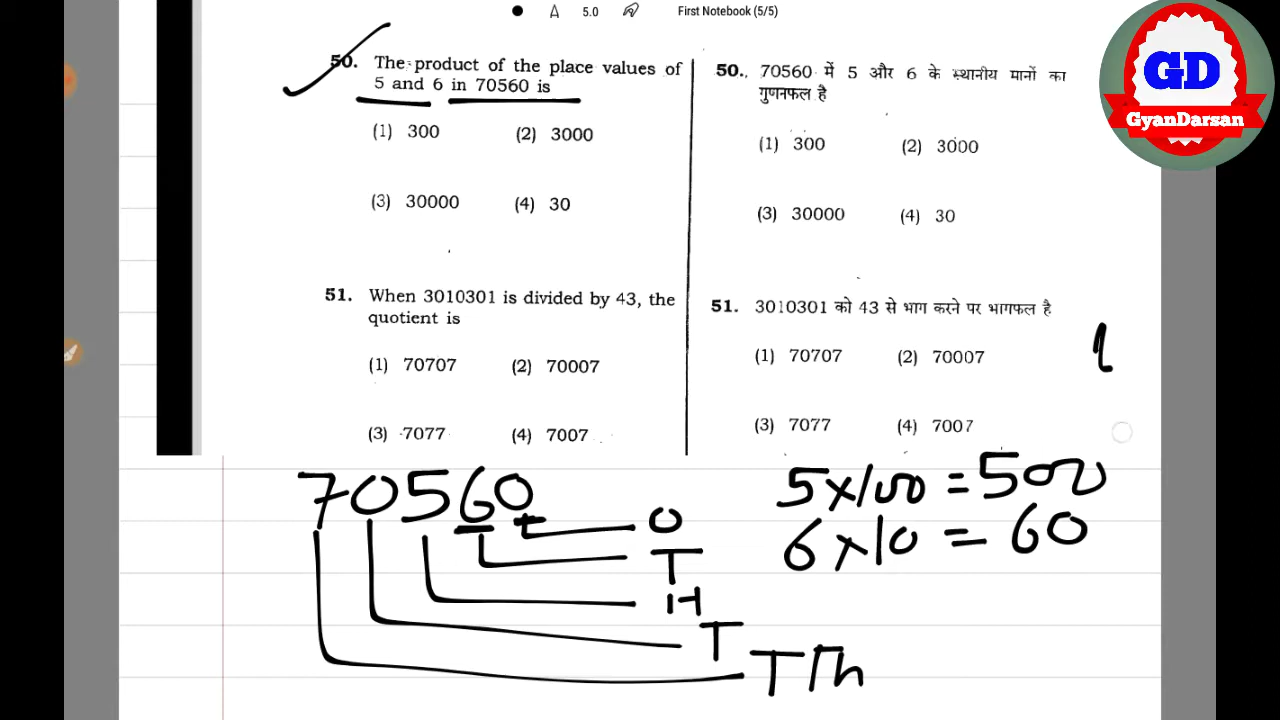 5.0 First Notebook (5/5)
GD
GyanDarsan
50. The product of the place values of
5 and 6 in 70560 is
(1) 300 (2) 3000
(3) 30000 (4) 30
51. When 3010301 is divided by 43, the
quotient is
(1) 70707 (2) 70007
(3) 7077 (4) 7007
50. 70560 में 5 और 6 के स्थानीय मानों का
गुणनफल है
(1) 300 (2) 3000
(3) 30000 (4) 30
51. 3010301 को 43 से भाग करने पर भागफल है
(1) 70707 (2) 70007
(3) 7077 (4) 7007
70560
O
T
H
T
TTh
5×100 = 500
6×10 = 60